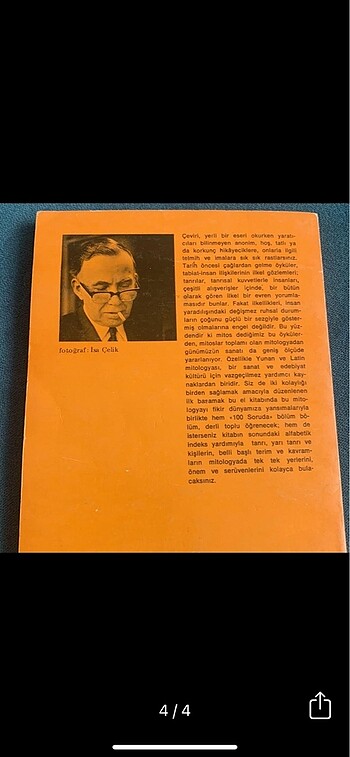 Çeviri, yerli bir eseri okurken yaratı-
cıları bilinmeyen anonim, hoş, tatlı ya
da korkunç hikâyeciklere, onlarla ilgili
telmih ve imalara sık sık rastlarsınız.
Tarih öncesi çağlardan gelme öyküler,
tabiat-insan ilişkilerinin ilkel gözlemleri;
tanrılar, tanrısal kuvvetlerle insanları,
çeşitli alışverişler içinde, bir bütün
olarak gören ilkel bir evren yorumla-
masıdır bunlar. Fakat ilkellikleri, insan
yaradılışındaki değişmez ruhsal durum-
ların çoğunu güçlü bir sezgiyle göster-
miş olmalarına engel değildir. Bu yüz-
dendir ki mitos dediğimiz bu öyküler-
den, mitoslar toplamı olan mitologyadan
günümüzün sanatı da geniş ölçüde
yararlanıyor. Özellikle Yunan ve Latin
mitologyası, bir sanat ve edebiyat
kültürü için vazgeçilmez yardımcı kay-
naklardan biridir. Siz de iki kolaylığı
birden sağlamak amacıyla düzenlenen
ilk basamak bu el kitabında bu mito-
logyayı fikir dünyamıza yansımalarıyla
birlikte hem «100 Soruda» bölüm bö-
lüm, derli toplu öğrenecek; hem de
isterseniz kitabın sonundaki alfabetik
indeks yardımıyla tanrı, yarı tanrı ve
kişilerin, belli başlı terim ve kavram-
ların mitologyada tek tek yerlerini,
önem ve serüvenlerini kolayca bula-
caksınız.
fotoğraf: İsa Çelik
4/4